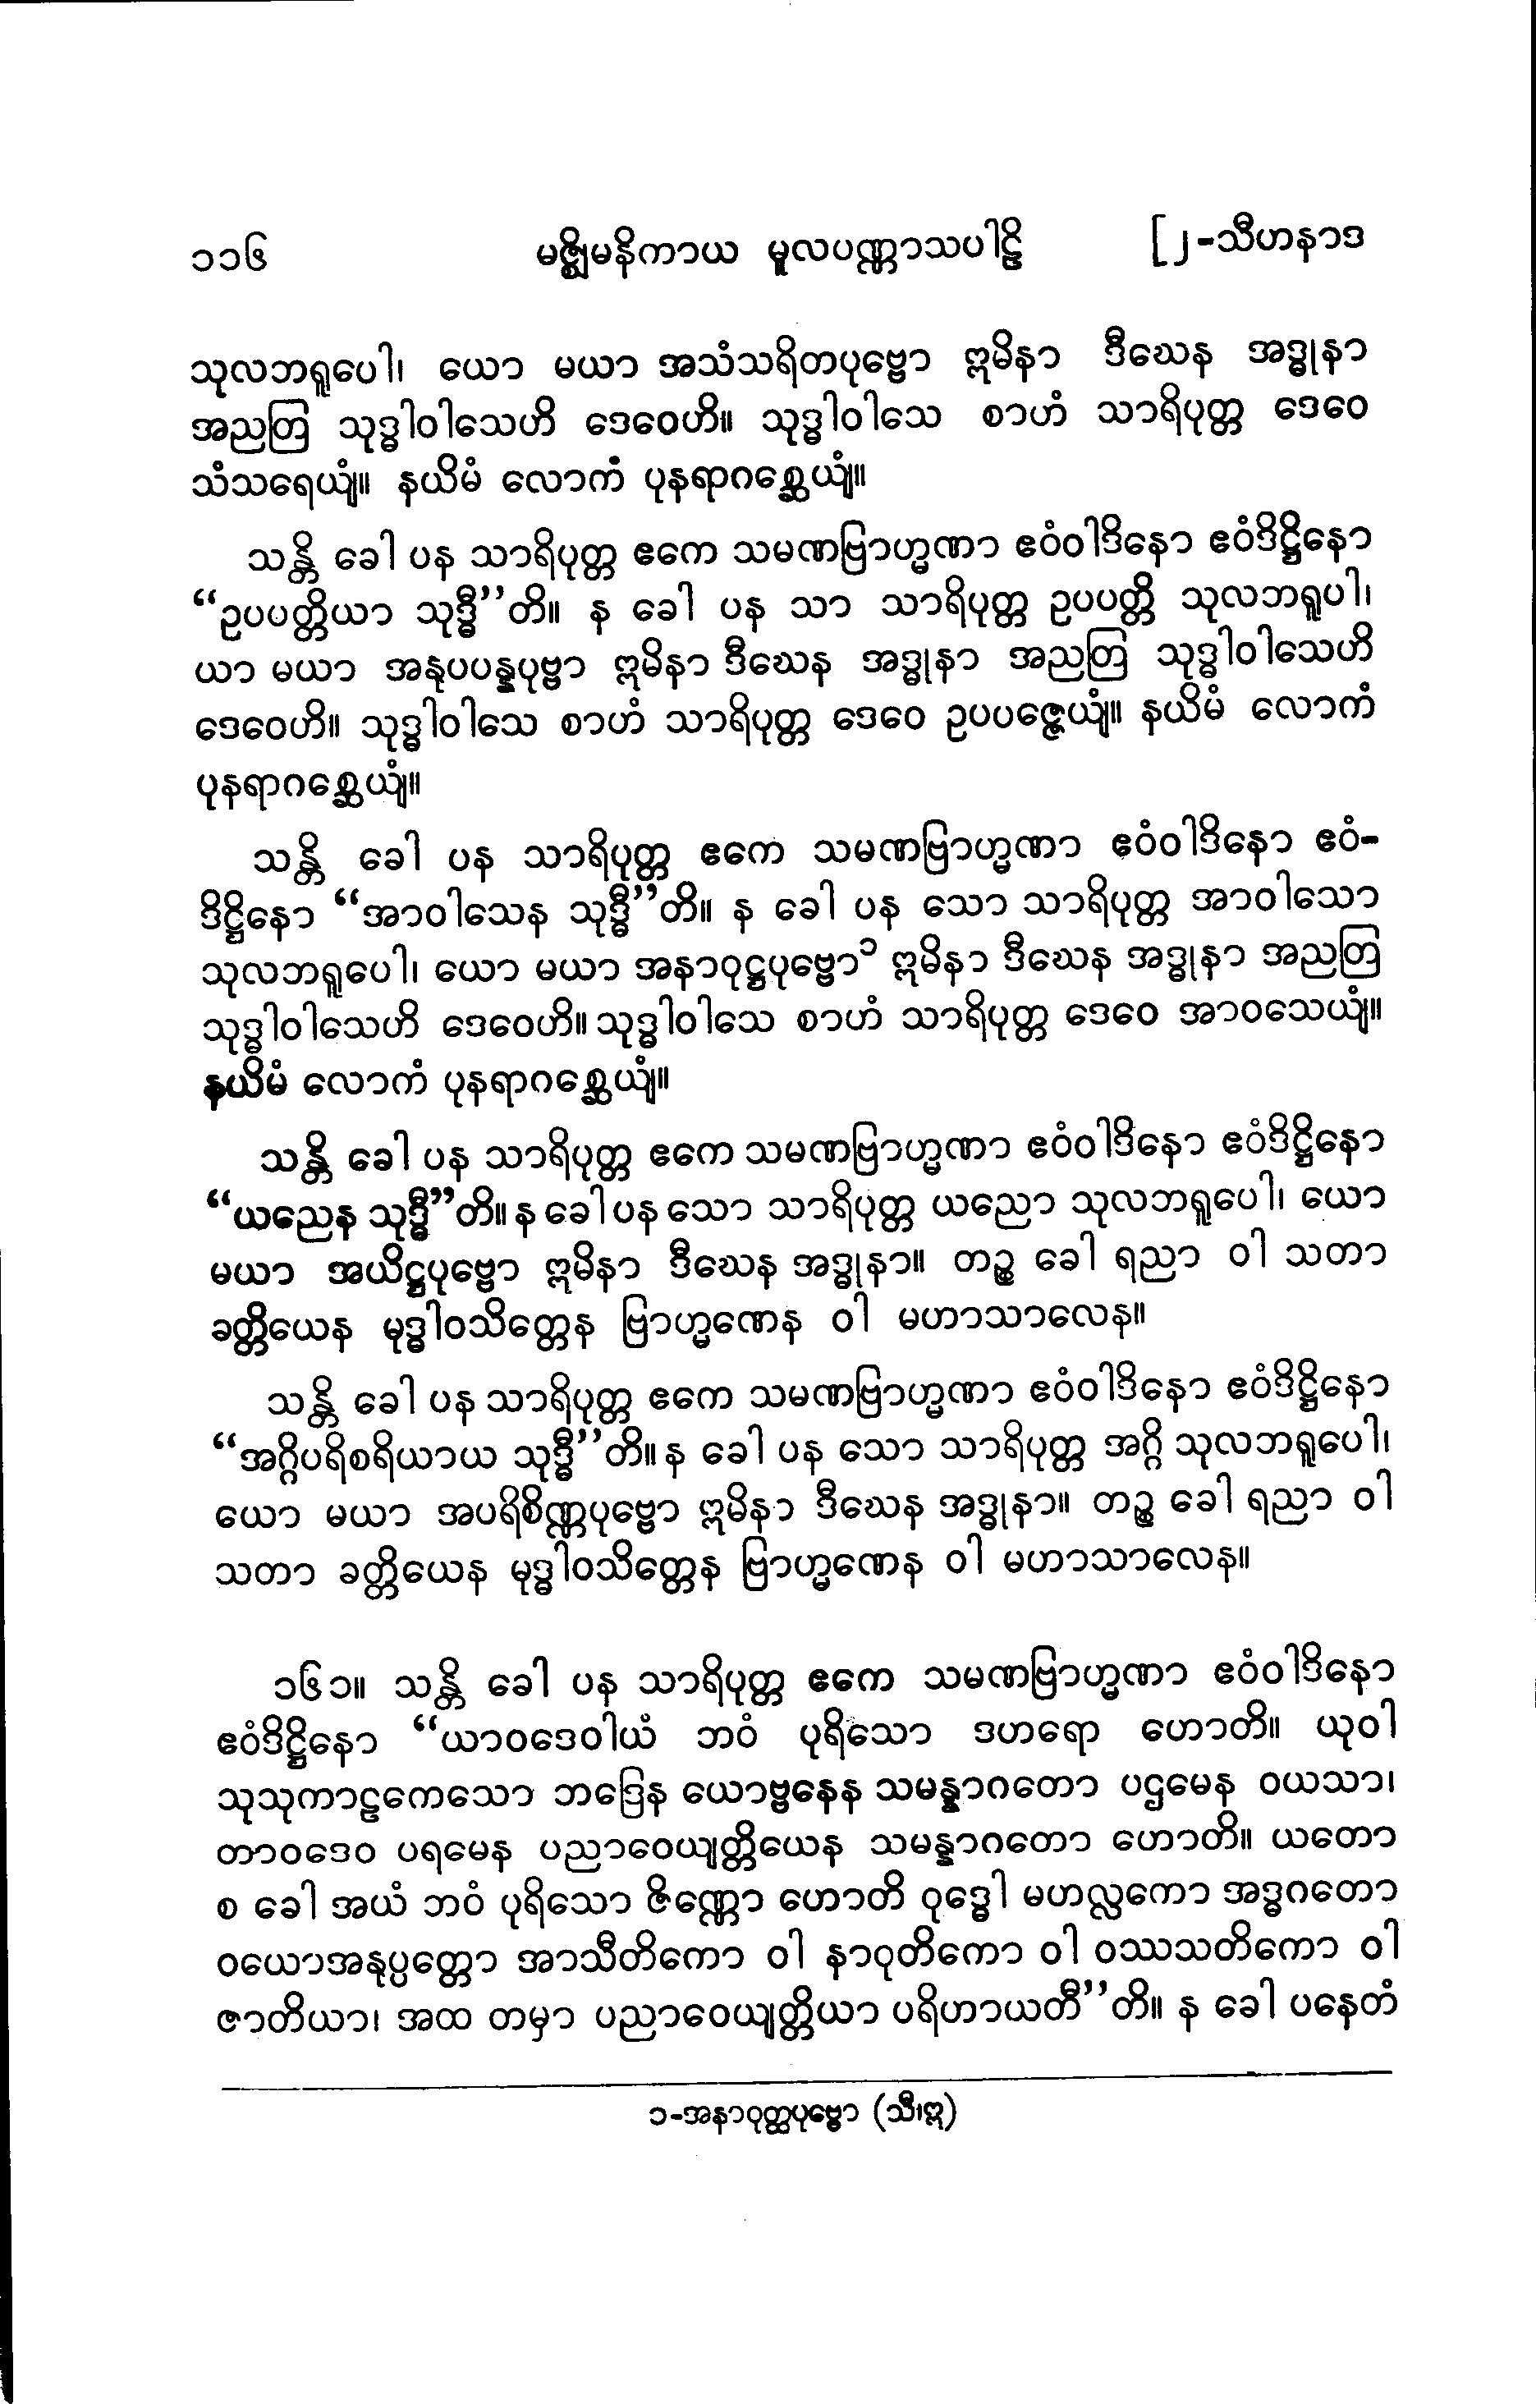 ၁၁၆ မဇ္ဈိမနိကာယ မူလပဏ္ဏာသပါဠိ [၂-သီဟနာဒ
သုလဘရူပေါ၊ ယော မယာ အသံသရိတပုဗ္ဗော ဣမိနာ ဒီဃေန အဒ္ဓုနာ
အညတြ သုဒ္ဓါဝါသေဟိ ဒေဝေဟိ။ သုဒ္ဓါဝါသေ စာဟံ သာရိပုတ္တ ဒေဝေ
သံသရေယျံ။ နယိမံ လောကံ ပုနရာဂစ္ဆေယျံ။
သန္တိ ခေါ ပန သာရိပုတ္တ ဧကေ သမဏဗြာဟ္မဏာ ဧဝံဝါဒိနော ဧဝံဒိဋ္ဌိနော
“ဥပပတ္တိယာ သုဒ္ဓီ”တိ။ န ခေါ ပန သာ သာရိပုတ္တ ဥပပတ္တိ သုလဘရူပါ၊
ယာ မယာ အနုပပန္နပုဗ္ဗာ ဣမိနာ ဒီဃေန အဒ္ဓုနာ အညတြ သုဒ္ဓါဝါသေဟိ
ဒေဝေဟိ။ သုဒ္ဓါဝါသေ စာဟံ သာရိပုတ္တ ဒေဝေ ဥပပဇ္ဇေယျံ။ နယိမံ လောကံ
ပုနရာဂစ္ဆေယျံ။
သန္တိ ခေါ ပန သာရိပုတ္တ ဧကေ သမဏဗြာဟ္မဏာ ဧဝံဝါဒိနော ဧဝံ-
ဒိဋ္ဌိနော “အာဝါသေန သုဒ္ဓီ”တိ။ န ခေါ ပန သော သာရိပုတ္တ အာဝါသော
သုလဘရူပေါ၊ ယော မယာ အနာဝုဋ္ဌပုဗ္ဗော၁ ဣမိနာ ဒီဃေန အဒ္ဓုနာ အညတြ
သုဒ္ဓါဝါသေဟိ ဒေဝေဟိ။ သုဒ္ဓါဝါသေ စာဟံ သာရိပုတ္တ ဒေဝေ အာဝသေယျံ။
နယိမံ လောကံ ပုနရာဂစ္ဆေယျံ။
သန္တိ ခေါ ပန သာရိပုတ္တ ဧကေ သမဏဗြာဟ္မဏာ ဧဝံဝါဒိနော ဧဝံဒိဋ္ဌိနော
“ယညေန သုဒ္ဓီ”တိ။ န ခေါ ပန သော သာရိပုတ္တ ယညော သုလဘရူပေါ၊ ယော
မယာ အယိဋ္ဌပုဗ္ဗော ဣမိနာ ဒီဃေန အဒ္ဓုနာ။ တဉ္စ ခေါ ရညာ ဝါ သတာ
ခတ္တိယေန မုဒ္ဓါဝသိတ္တေန ဗြာဟ္မဏေန ဝါ မဟာသာလေန။
သန္တိ ခေါ ပန သာရိပုတ္တ ဧကေ သမဏဗြာဟ္မဏာ ဧဝံဝါဒိနော ဧဝံဒိဋ္ဌိနော
“အဂ္ဂိပရိစရိယာယ သုဒ္ဓီ”တိ။ န ခေါ ပန သော သာရိပုတ္တ အဂ္ဂိ သုလဘရူပေါ၊
ယော မယာ အပရိစိဏ္ဏပုဗ္ဗော ဣမိနာ ဒီဃေန အဒ္ဓုနာ။ တဉ္စ ခေါ ရညာ ဝါ
သတာ ခတ္တိယေန မုဒ္ဓါဝသိတ္တေန ဗြာဟ္မဏေန ဝါ မဟာသာလေန။
၁၆၁။ သန္တိ ခေါ ပန သာရိပုတ္တ ဧကေ သမဏဗြာဟ္မဏာ ဧဝံဝါဒိနော
ဧဝံဒိဋ္ဌိနော “ယာဝဒေဝါယံ ဘဝံ ပုရိသော ဒဟရော ဟောတိ။ ယုဝါ
သုသုကာဠကေသော ဘဒြေန ယောဗ္ဗနေန သမန္နာဂတော ပဌမေန ဝယသာ၊
တာဝဒေဝ ပရမေန ပညာဝေယျတ္တိယေန သမန္နာဂတော ဟောတိ။ ယတော
စ ခေါ အယံ ဘဝံ ပုရိသော ဇိဏ္ဏော ဟောတိ ဝုဒ္ဓေါ မဟလ္လကော အဒ္ဓဂတော
ဝယောအနုပ္ပတ္တော အာသီတိကော ဝါ နာဝုတိကော ဝါ ဝဿသတိကော ဝါ
ဇာတိယာ၊ အထ တမှာ ပညာဝေယျတ္တိယာ ပရိဟာယတီ”တိ။ န ခေါ ပနေတံ
၁-အနာဝုတ္ထပုဗ္ဗော (သီ၊ဣ)